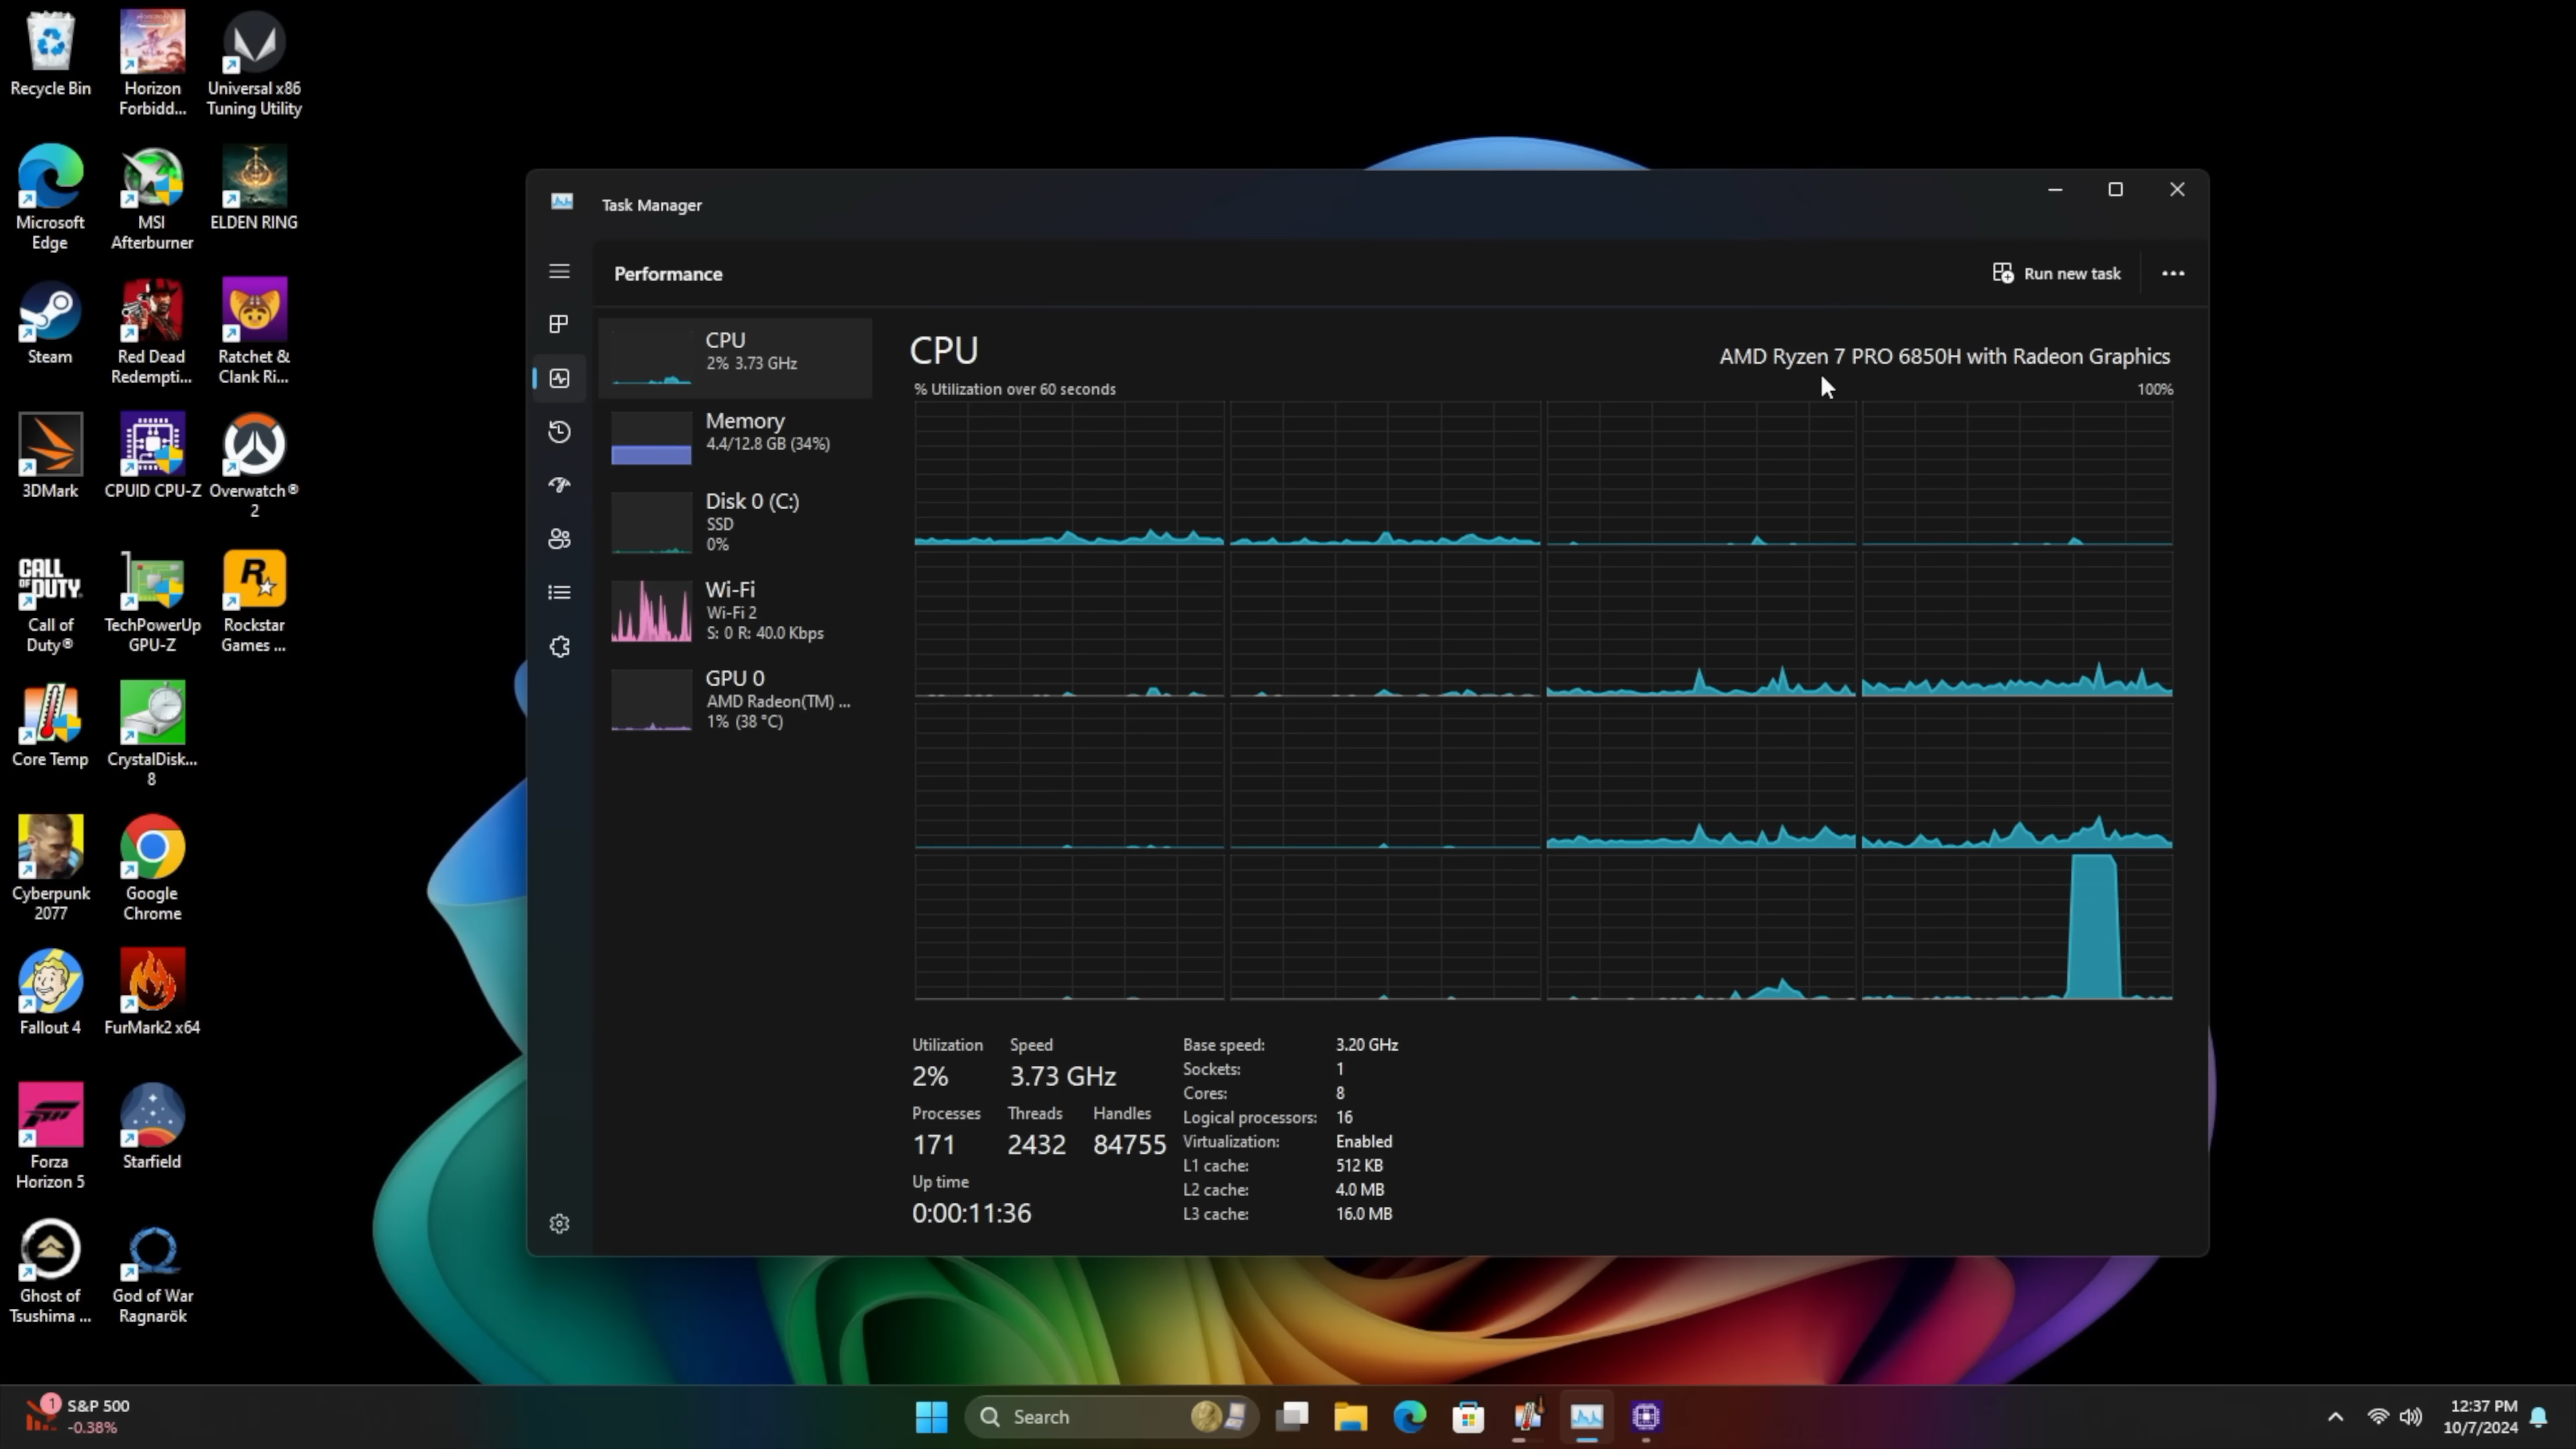 Recycle Bin
Horizon
Forbidd...
Universal x86
Tuning Utility
Microsoft
Edge
MSI
Afterburner
ELDEN RING
Steam
Red Dead
Redempti...
Ratchet &
Clank Ri...
3DMark
CPUID CPU-Z
Overwatch®
2
CALL
OF DUTY
Call of
Duty®
TechPowerUp
GPU-Z
R
Rockstar
Games ...
Core Temp
CrystalDisk...
8
Cyberpunk
2077
Google
Chrome
Fallout 4
FurMark2 x64
Forza
Horizon 5
Starfield
Ghost of
Tsushima ...
God of War
Ragnarök
Task Manager
Performance
Run new task
CPU
2% 3.73 GHz
Memory
4.4/12.8 GB (34%)
Disk 0 (C:)
SSD
0%
Wi-Fi
Wi-Fi 2
S: 0 R: 40.0 Kbps
GPU 0
AMD Radeon(TM) ...
1% (38 °C)
CPU
AMD Ryzen 7 PRO 6850H with Radeon Graphics
% Utilization over 60 seconds
100%
Utilization
Speed
2%
3.73 GHz
Processes
Threads
Handles
171
2432
84755
Up time
0:00:11:36
Base speed: 3.20 GHz
Sockets: 1
Cores: 8
Logical processors: 16
Virtualization: Enabled
L1 cache: 512 KB
L2 cache: 4.0 MB
L3 cache: 16.0 MB
1
S&P 500
-0.38%
Search
12:37 PM
10/7/2024